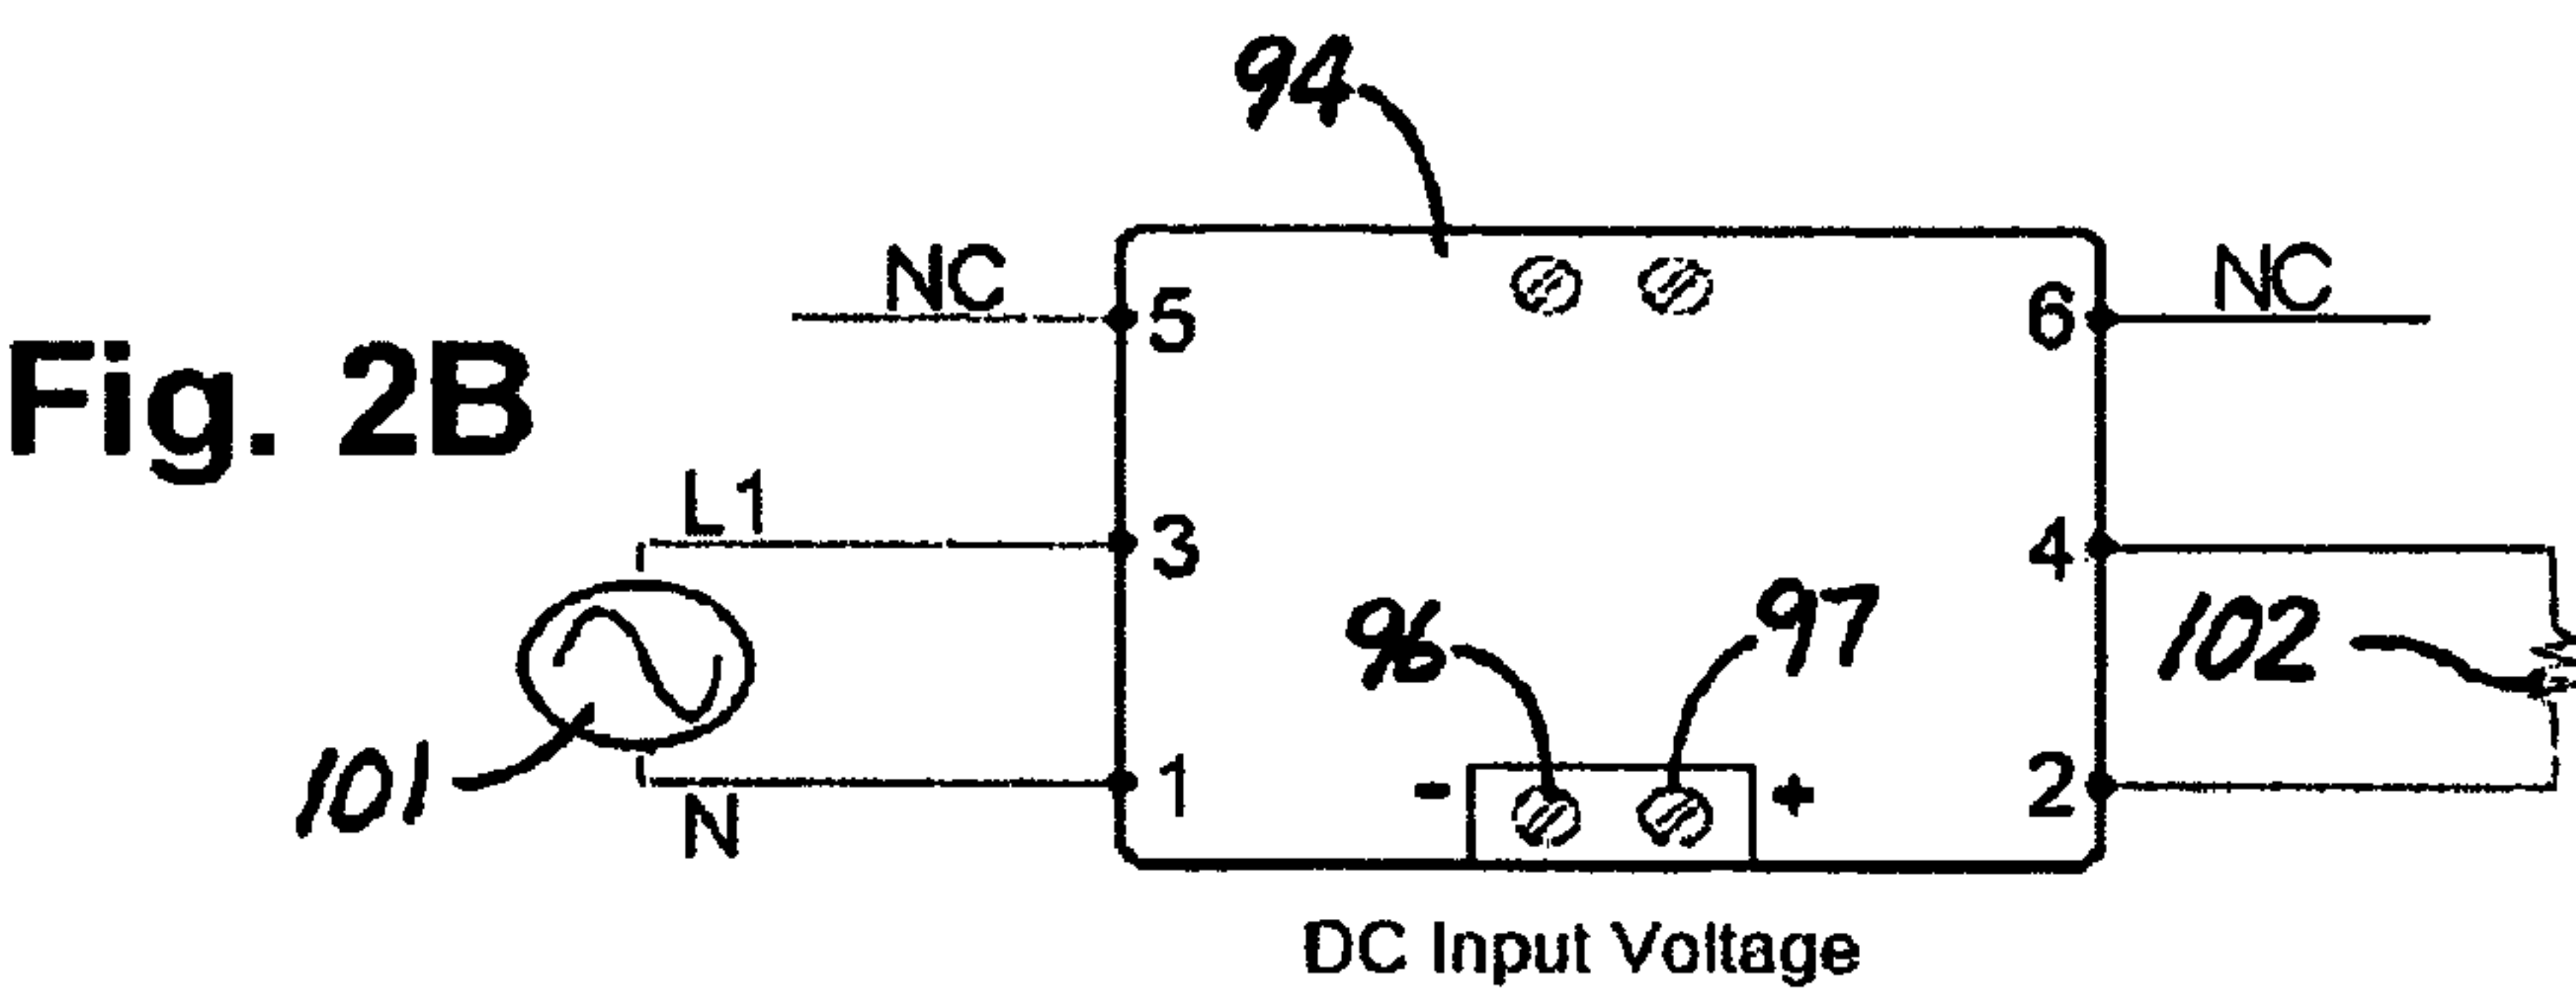 94
NC NC
5 6
Fig. 2B
L1
3 4
96 97 102
101 1 - + 2
N
DC Input Voltage